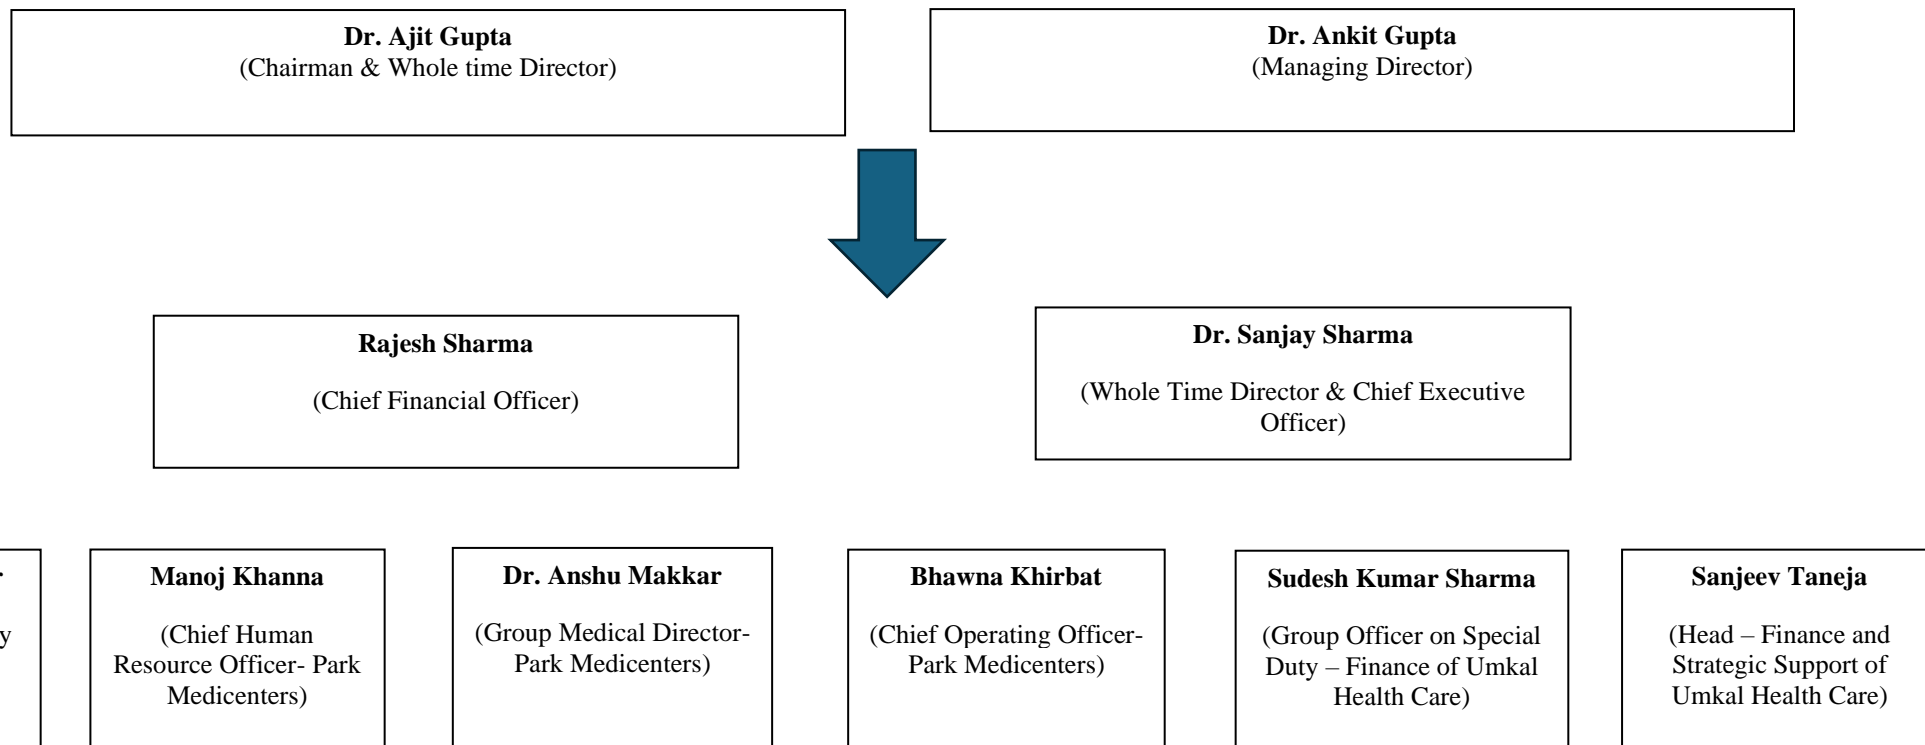 Dr. Ajit Gupta
(Chairman & Whole time Director)
Dr. Ankit Gupta
(Managing Director)
Rajesh Sharma
(Chief Financial Officer)
Dr. Sanjay Sharma
(Whole Time Director & Chief Executive
Officer)
Manoj Khanna
(Chief Human
Resource Officer- Park
Medicenters)
Dr. Anshu Makkar
(Group Medical Director-
Park Medicenters)
Bhawna Khirbat
(Chief Operating Officer-
Park Medicenters)
Sudesh Kumar Sharma
(Group Officer on Special
Duty – Finance of Umkal
Health Care)
Sanjeev Taneja
(Head – Finance and
Strategic Support of
Umkal Health Care)